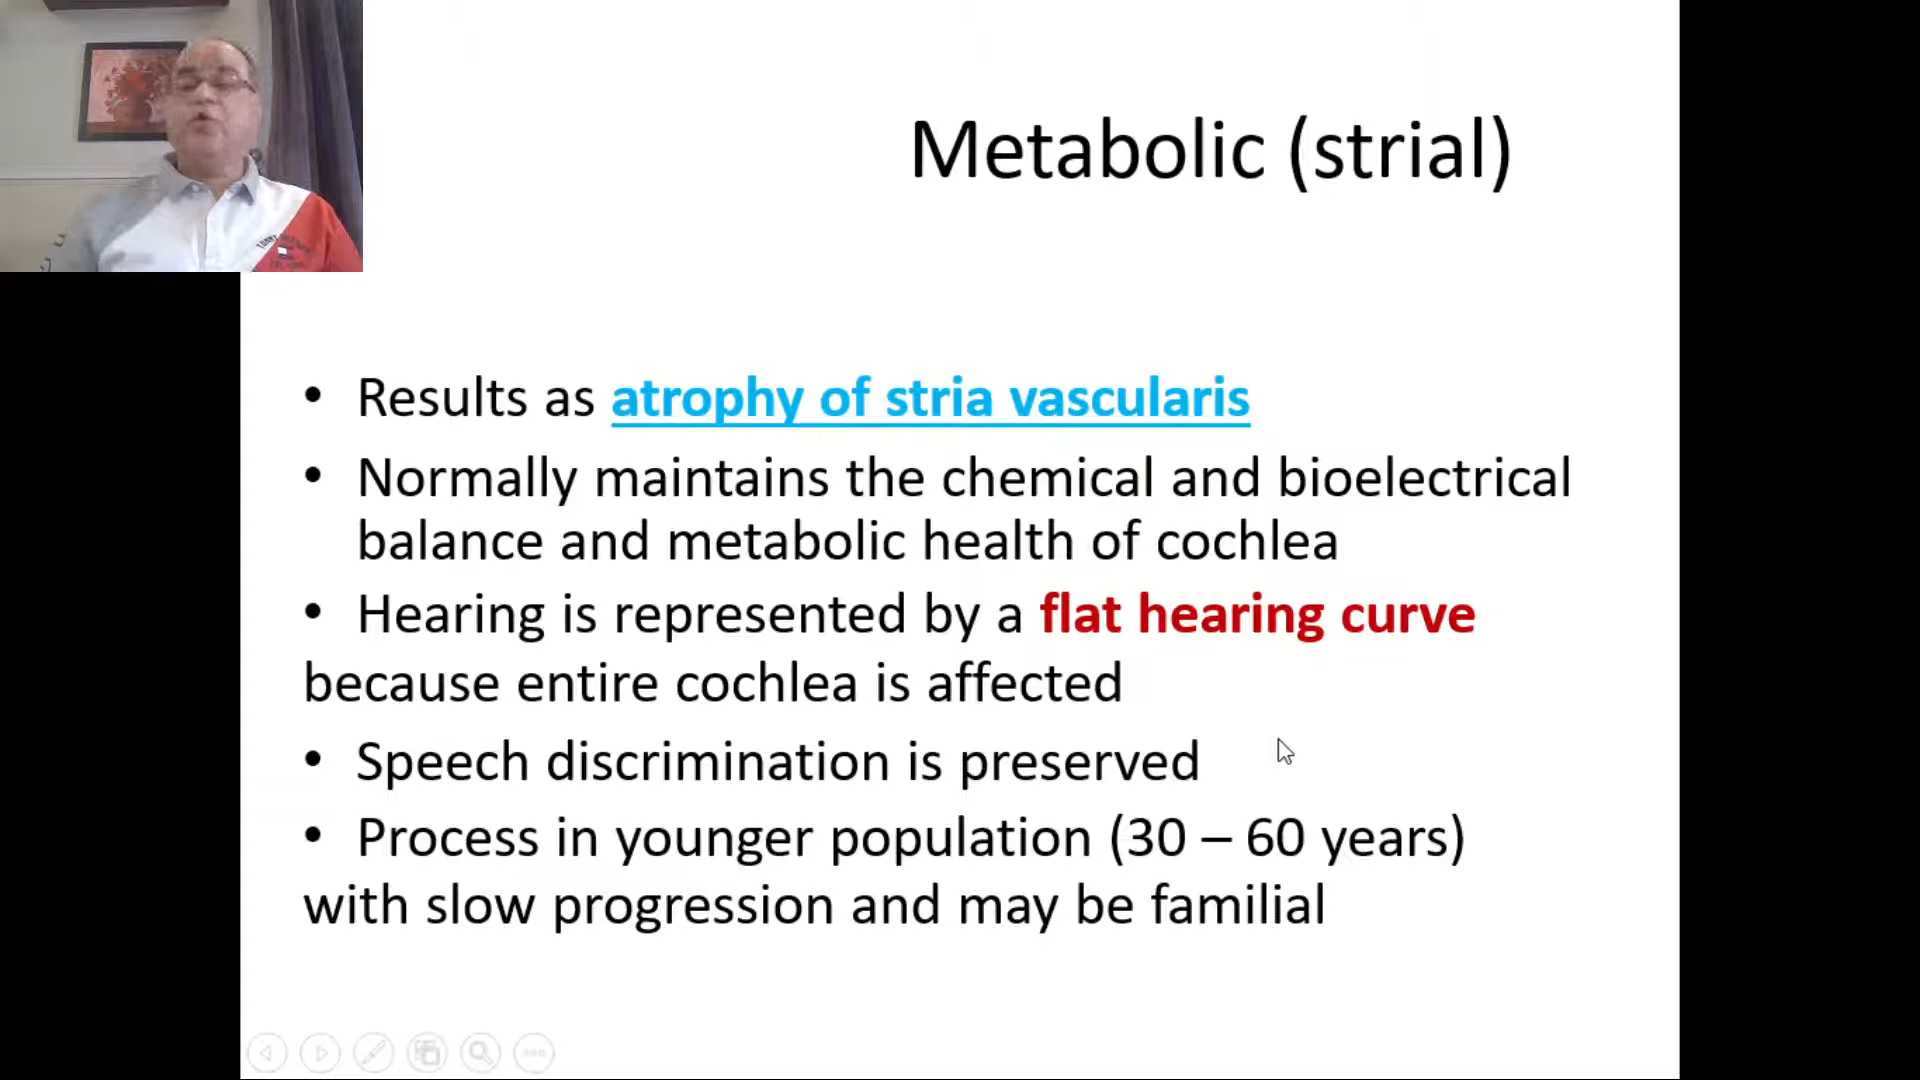 Metabolic (strial)
• Results as atrophy of stria vascularis
• Normally maintains the chemical and bioelectrical
balance and metabolic health of cochlea
• Hearing is represented by a flat hearing curve
because entire cochlea is affected
• Speech discrimination is preserved
• Process in younger population (30 – 60 years)
with slow progression and may be familial